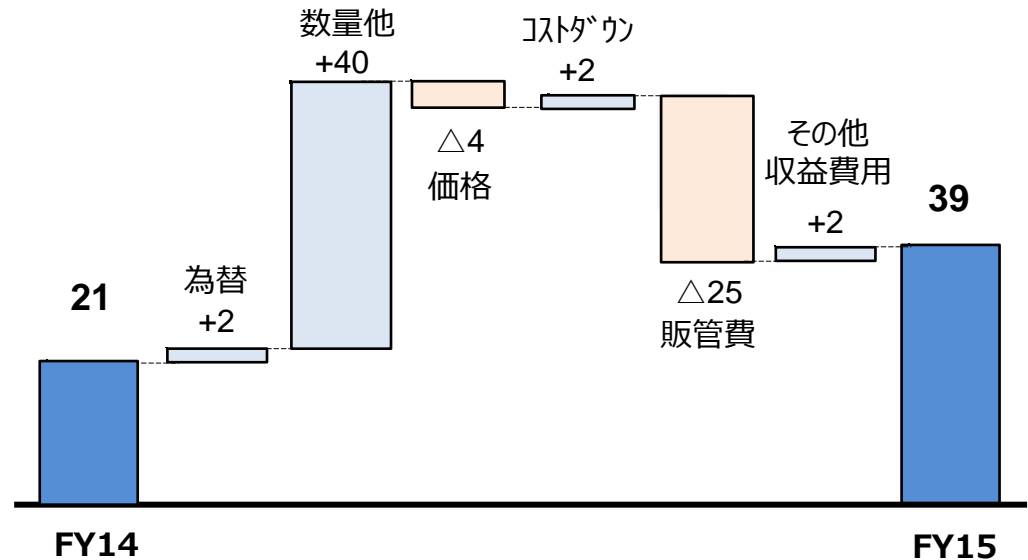 数量他
+40
ｺｽﾄﾀﾞｳﾝ
+2
△4
価格
その他
収益費用
+2
39
為替
+2
21
△25
販管費
FY14
FY15